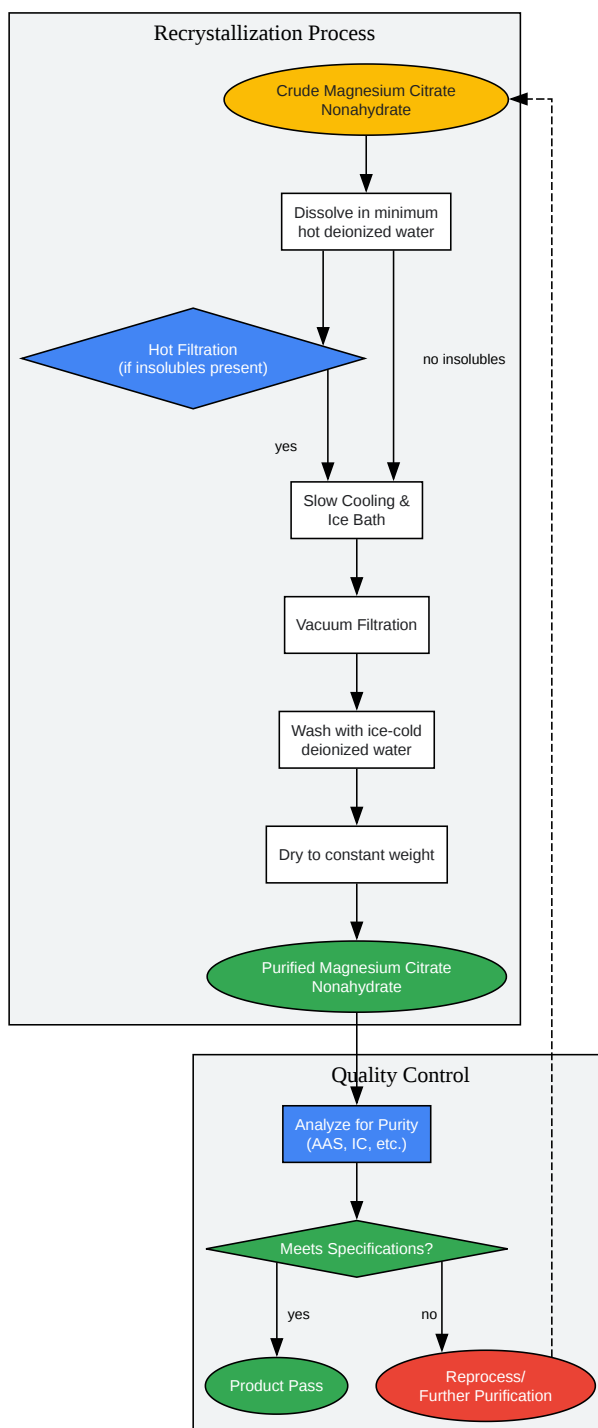 Recrystallization Process
Crude Magnesium Citrate
Nonahydrate
Dissolve in minimum
hot deionized water
Hot Filtration
(if insolubles present)
no insolubles
yes
Slow Cooling &
Ice Bath
Vacuum Filtration
Wash with ice-cold
deionized water
Dry to constant weight
Purified Magnesium Citrate
Nonahydrate
Quality Control
Analyze for Purity
(AAS, IC, etc.)
Meets Specifications?
yes
no
Product Pass
Reprocess/
Further Purification